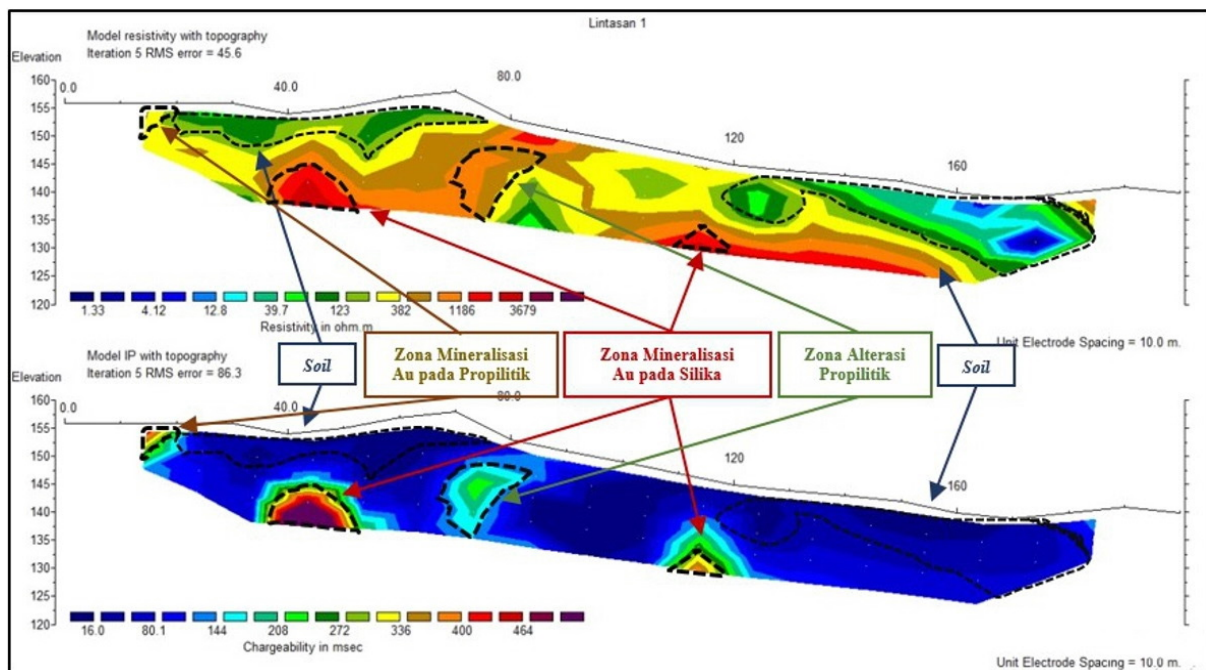 Lintasan 1
Model resistivity with topography
Iteration 5 RMS error = 45.6
Elevation
160
155
150
145
140
135
130
125
120
0.0
40.0
80.0
120
160
1.33 4.12 12.8 39.7 123 382 1186 3679
Resistivity in ohm.m
Unit Electrode Spacing = 10.0 m.
Soil
Zona Mineralisasi
Au pada Propilitik
Zona Mineralisasi
Au pada Silika
Zona Alterasi
Propilitik
Soil
Model IP with topography
Iteration 5 RMS error = 86.3
Elevation
160
155
150
145
140
135
130
125
120
0.0
40.0
80.0
120
160
16.0 80.1 144 208 272 336 400 464
Chargeability in msec
Unit Electrode Spacing = 10.0 m.